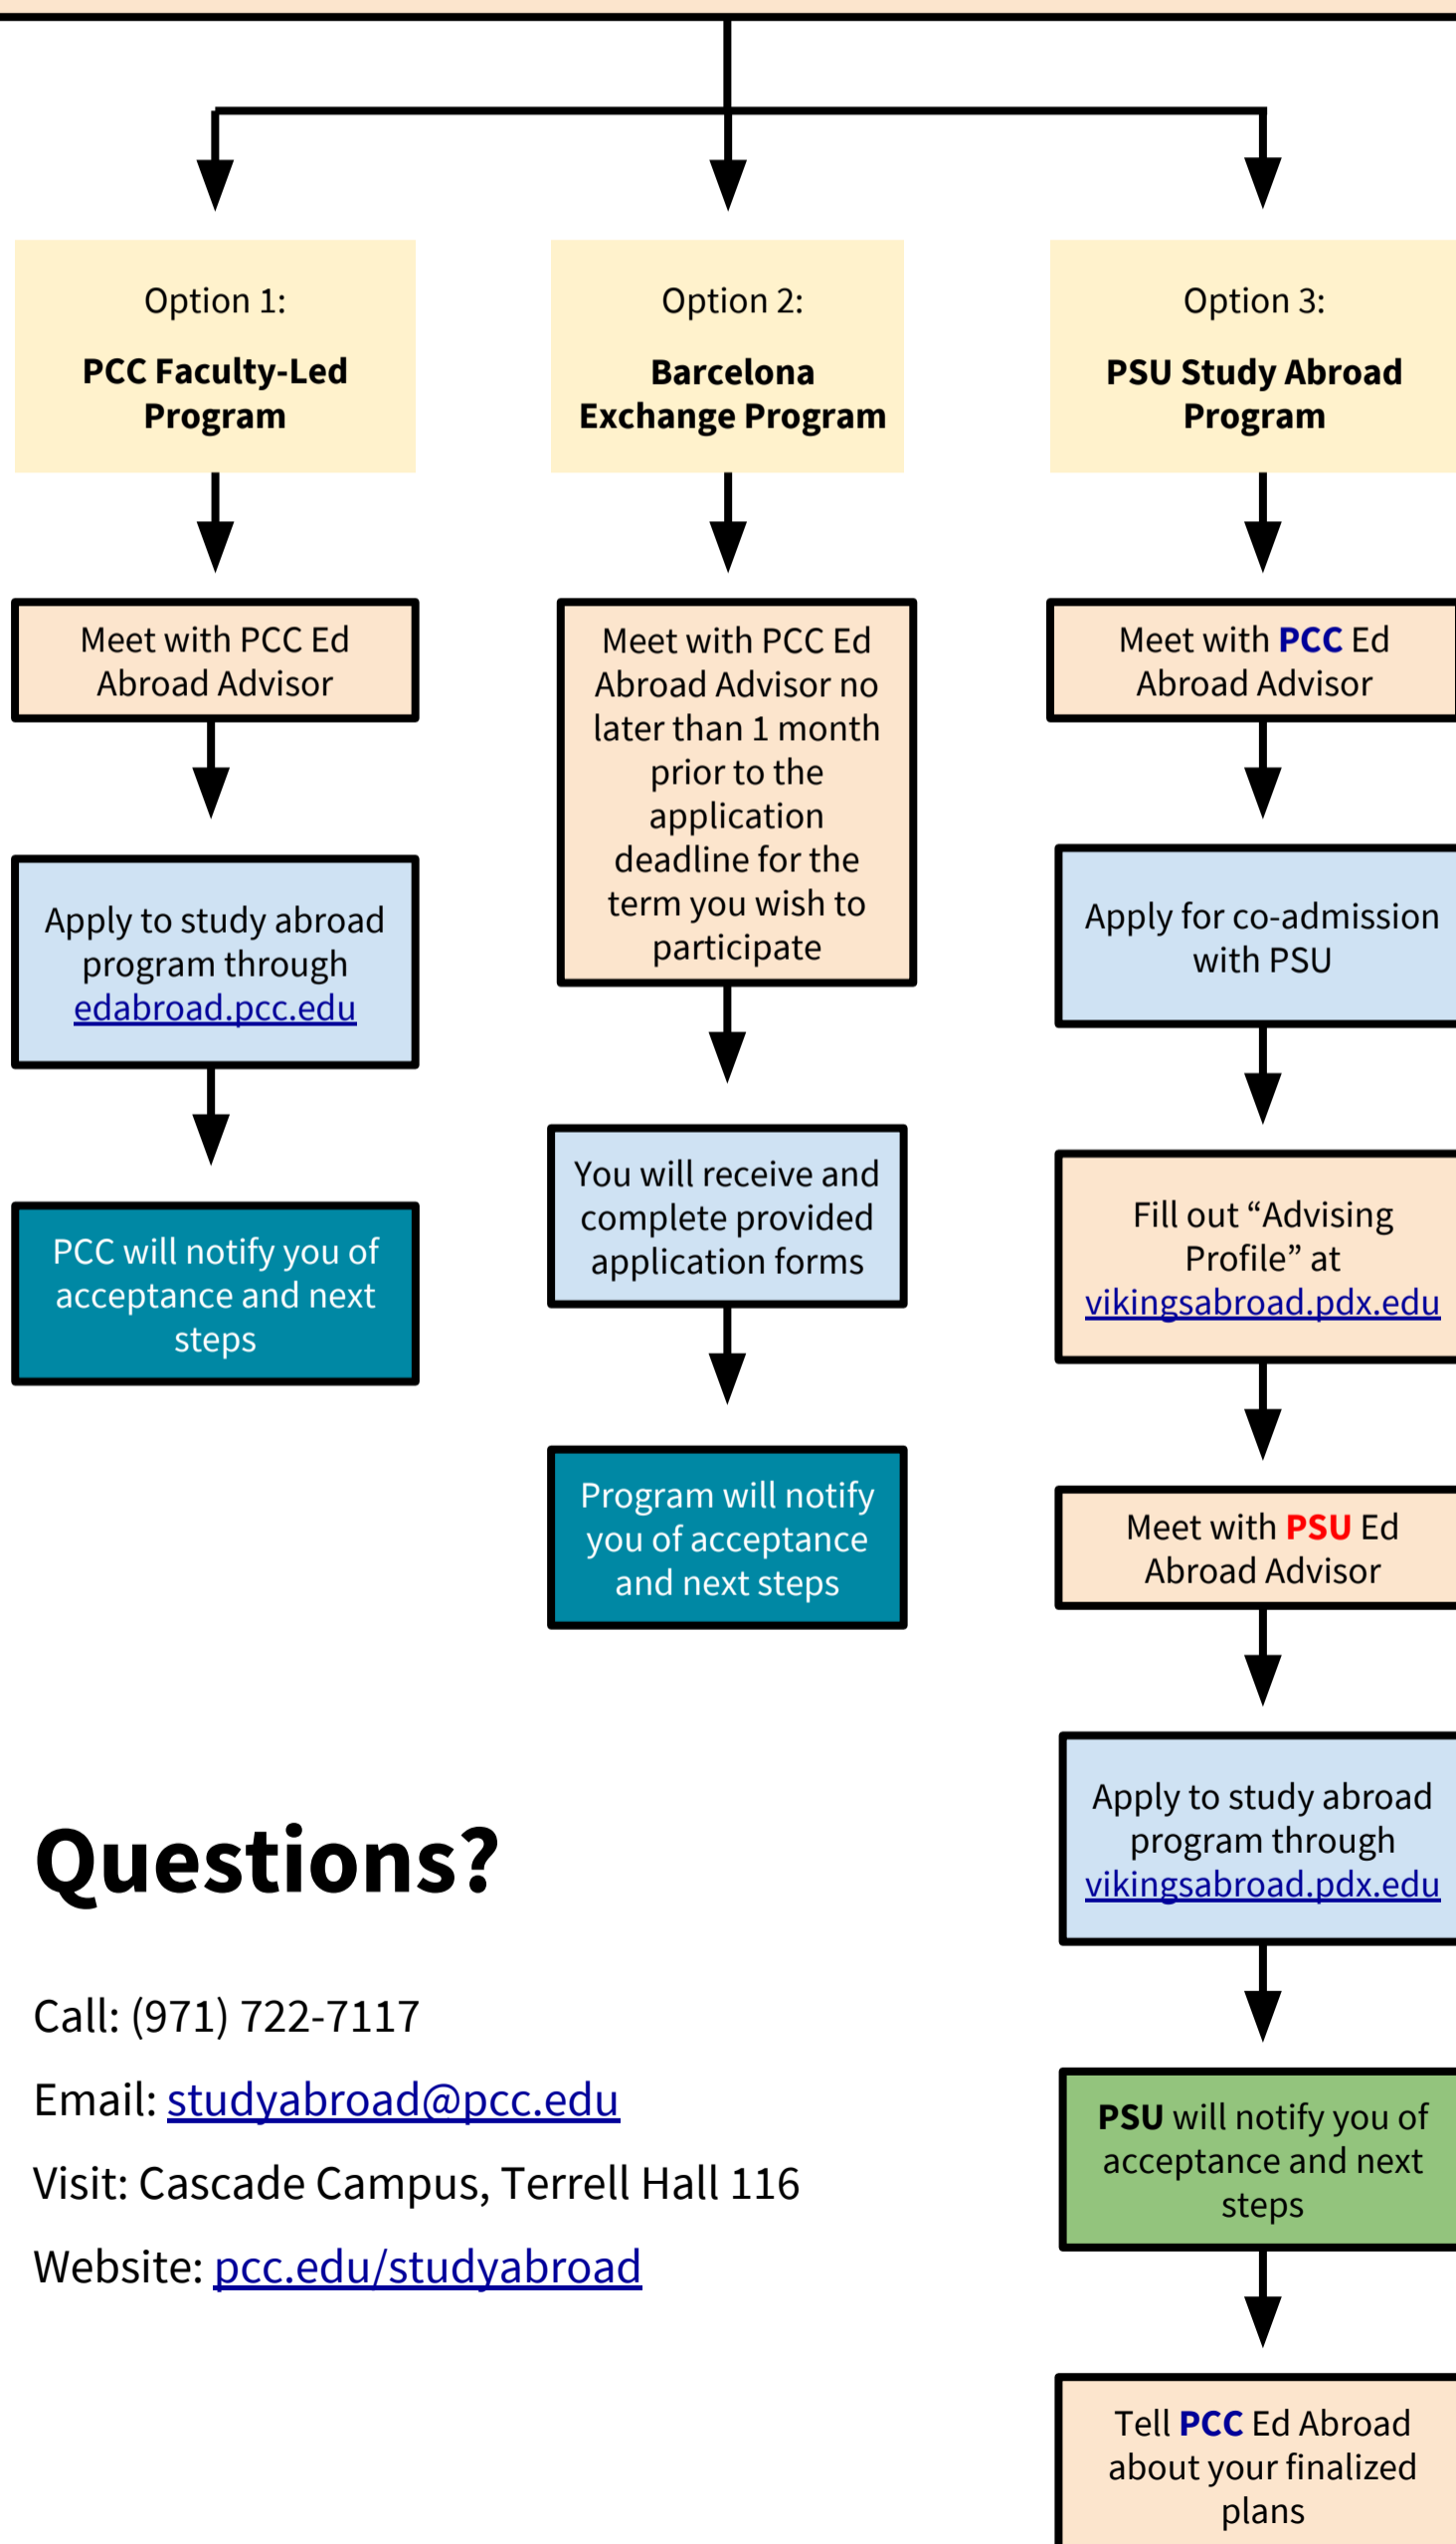 Option 1:
PCC Faculty-Led
Program
Meet with PCC Ed
Abroad Advisor
Apply to study abroad
program through
edabroad.pcc.edu
PCC will notify you of
acceptance and next
steps
Option 2:
Barcelona
Exchange Program
Meet with PCC Ed
Abroad Advisor no
later than 1 month
prior to the
application
deadline for the
term you wish to
participate
You will receive and
complete provided
application forms
Program will notify
you of acceptance
and next steps
Option 3:
PSU Study Abroad
Program
Meet with PCC Ed
Abroad Advisor
Apply for co-admission
with PSU
Fill out “Advising
Profile” at
vikingsabroad.pdx.edu
Meet with PSU Ed
Abroad Advisor
Apply to study abroad
program through
vikingsabroad.pdx.edu
PSU will notify you of
acceptance and next
steps
Tell PCC Ed Abroad
about your finalized
plans
Questions?
Call: (971) 722-7117
Email: studyabroad@pcc.edu
Visit: Cascade Campus, Terrell Hall 116
Website: pcc.edu/studyabroad